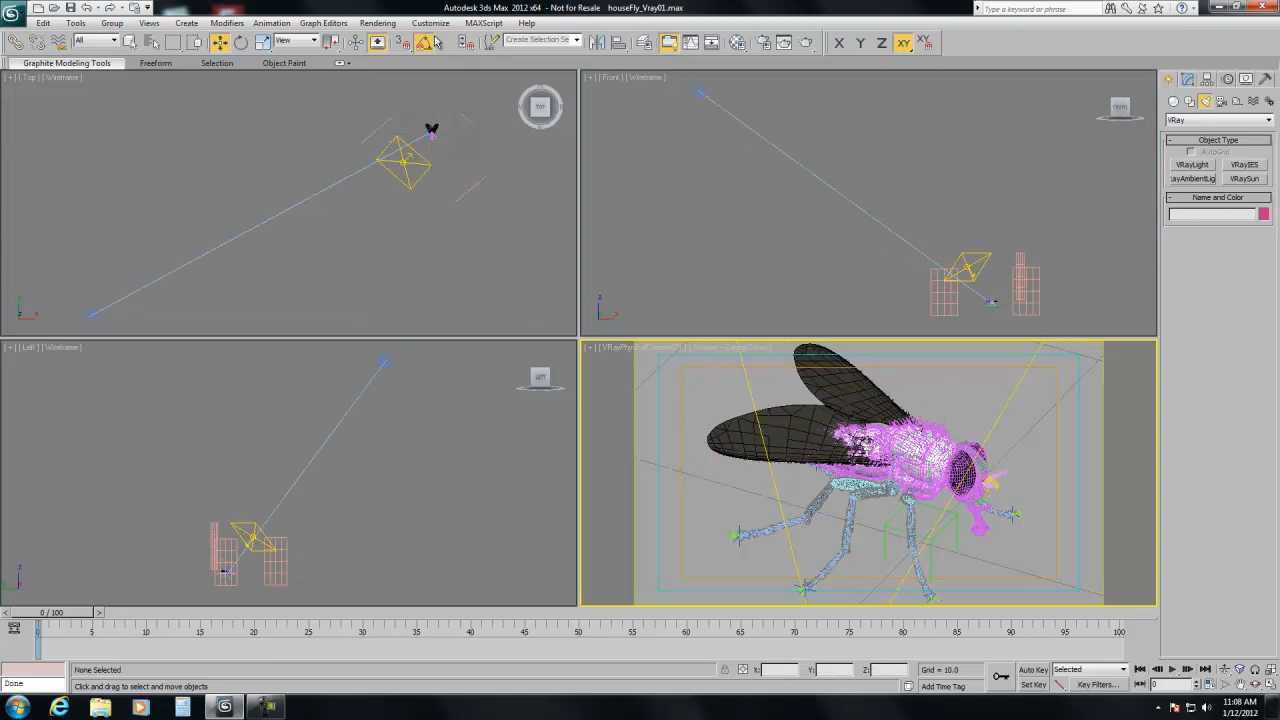 Autodesk 3ds Max 2012 x64 - Not for Resale houseFly_Vray01.max
Type a keyword or phrase
Edit Tools Group Views Create Modifiers Animation Graph Editors Rendering Customize MAXScript Help
All View Create Selection Se X Y Z XY
Graphite Modeling Tools Freeform Selection Object Paint
[+] [Top] [Wireframe]
TOP
[+] [Front] [Wireframe]
FRONT
VRay
Object Type
AutoGrid
VRayLight VRayIES
rayAmbientLig VRaySun
Name and Color
[+] [Left] [Wireframe]
LEFT
0 / 100
0 5 10 15 20 25 30 35 40 45 50 55 60 65 70 75 80 85 90 95 100
None Selected X: Y: Z: Grid = 10.0 Auto Key Selected
Done Click and drag to select and move objects Add Time Tag Set Key Key Filters... 0
11:08 AM
1/12/2012